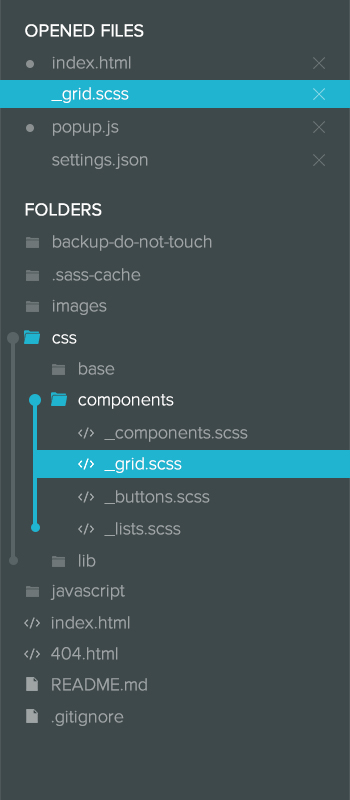 OPENED FILES
index.html
_grid.scss
popup.js
settings.json
FOLDERS
backup-do-not-touch
.sass-cache
images
css
base
components
_components.scss
_grid.scss
_buttons.scss
_lists.scss
lib
javascript
index.html
404.html
README.md
.gitignore